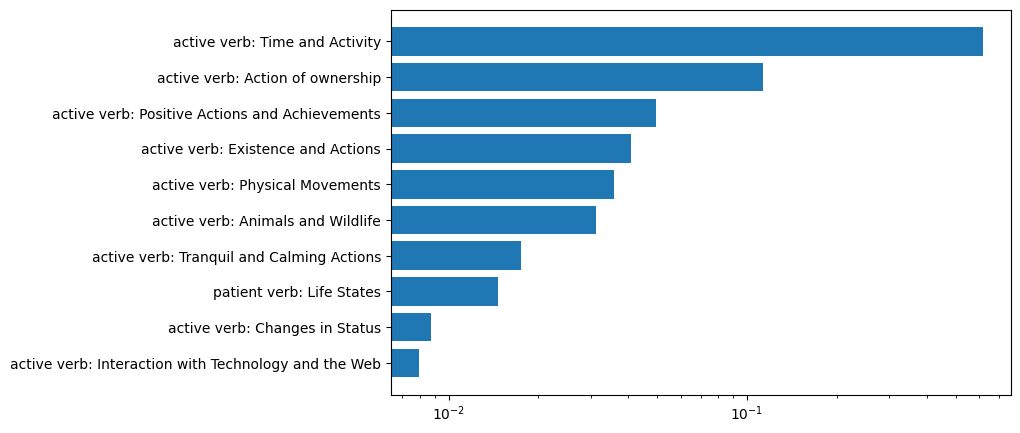 active verb: Time and Activity
active verb: Action of ownership
active verb: Positive Actions and Achievements
active verb: Existence and Actions
active verb: Physical Movements
active verb: Animals and Wildlife
active verb: Tranquil and Calming Actions
patient verb: Life States
active verb: Changes in Status
active verb: Interaction with Technology and the Web
10⁻² 10⁻¹